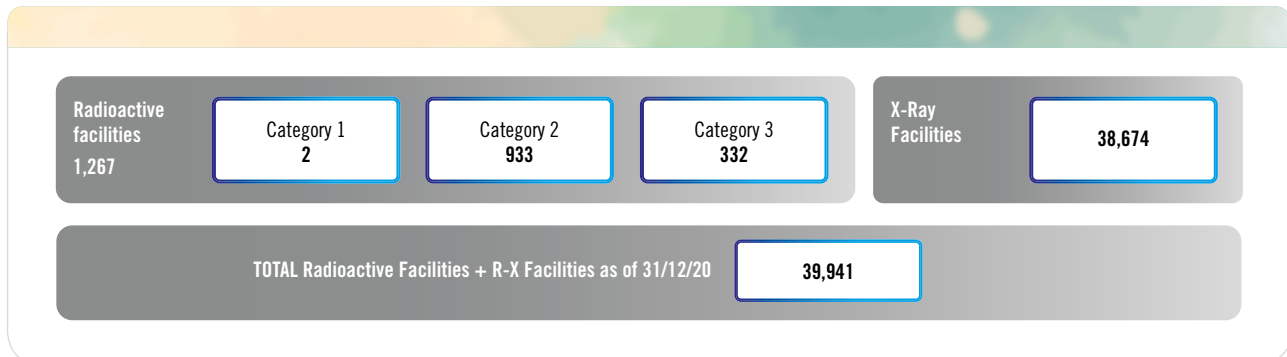 Radioactive
facilities
1,267
Category 1
2
Category 2
933
Category 3
332
X-Ray
Facilities
38,674
TOTAL Radioactive Facilities + R-X Facilities as of 31/12/20
39,941